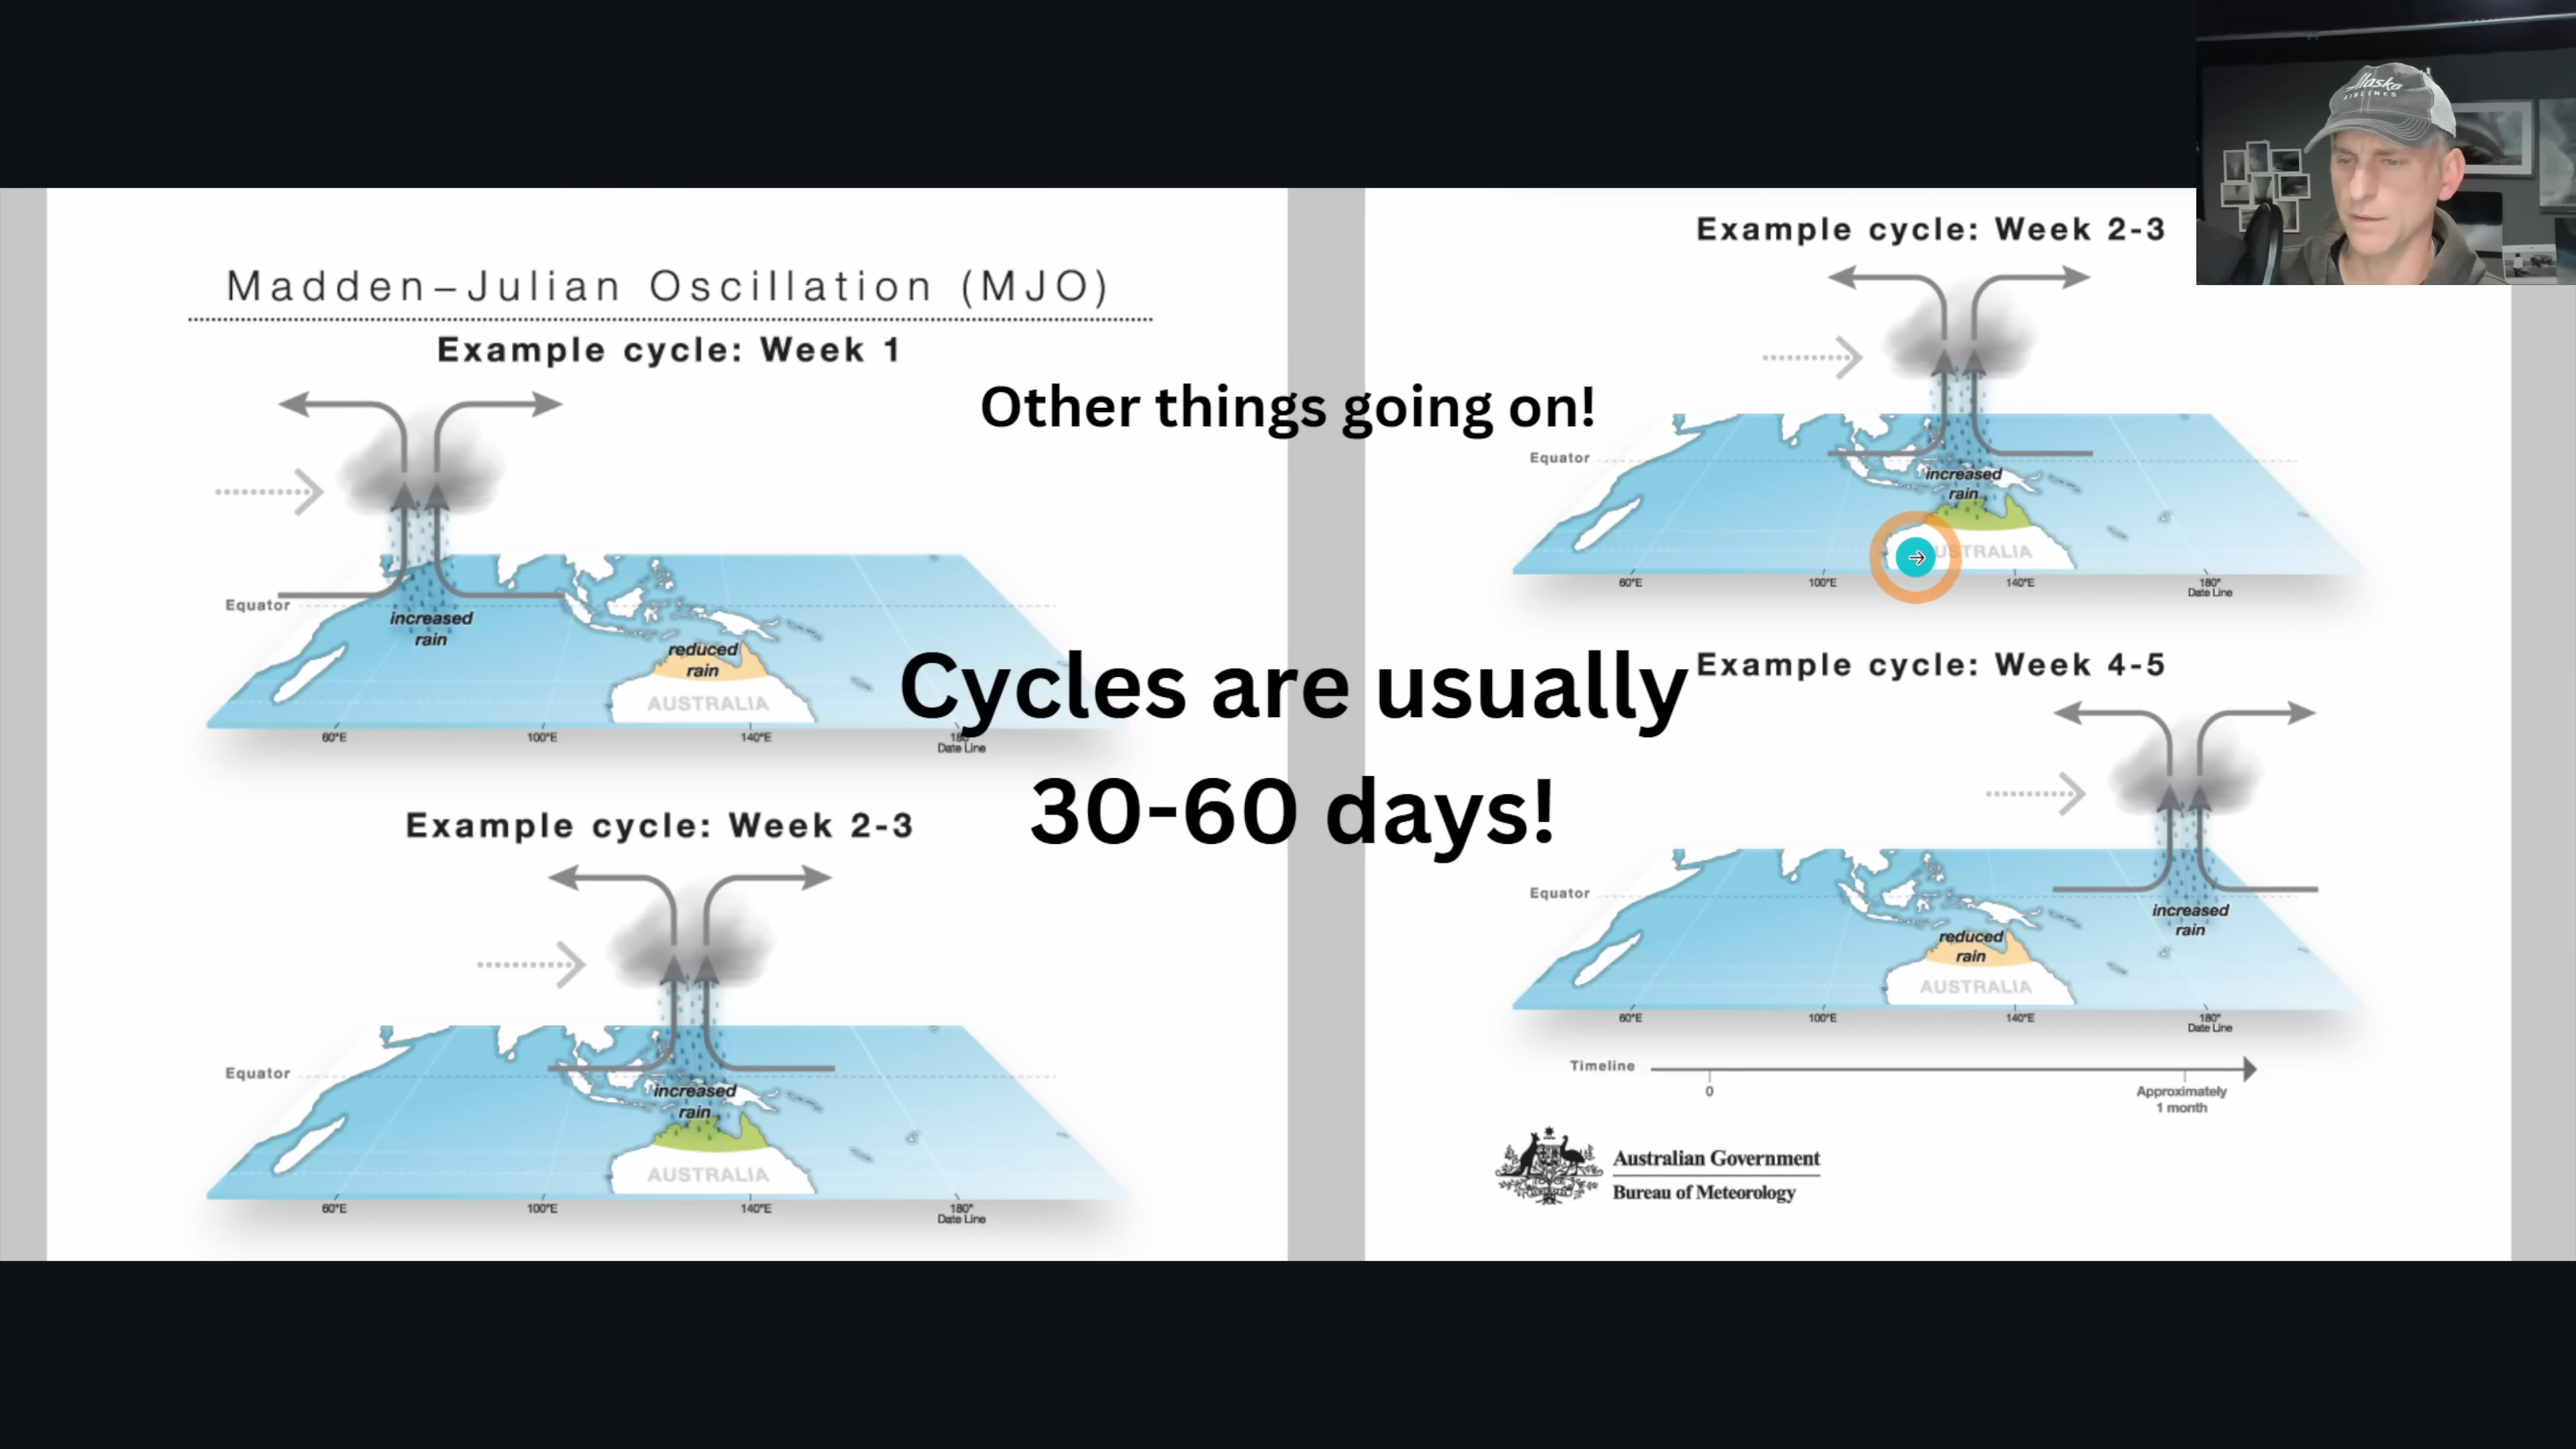 Alaska
AIRLINES
Madden–Julian Oscillation (MJO)
Example cycle: Week 1
Equator
increased
rain
reduced
rain
AUSTRALIA
60°E
100°E
140°E
180°
Date Line
Example cycle: Week 2-3
Equator
increased
rain
AUSTRALIA
60°E
100°E
140°E
180°
Date Line
Other things going on!
Cycles are usually
30-60 days!
Example cycle: Week 2-3
Equator
increased
rain
USTRALIA
60°E
100°E
140°E
180°
Date Line
Example cycle: Week 4-5
Equator
increased
rain
reduced
rain
AUSTRALIA
60°E
100°E
140°E
180°
Date Line
Timeline
0
Approximately
1 month
Australian Government
Bureau of Meteorology